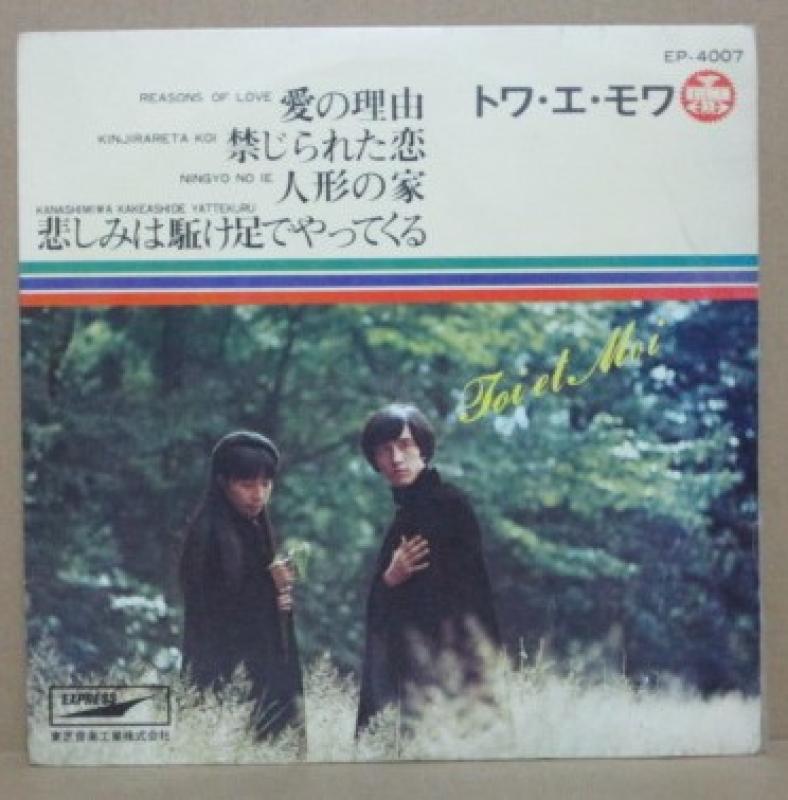 EP-4007
トワ・エ・モワ
REASONS OF LOVE 愛の理由
KINJIRARETA KOI 禁じられた恋
NINGYO NO IE 人形の家
KANASHIMIWA KAKEASHIDE YATTEKURU
悲しみは駈け足でやってくる
Toi et Moi
EXPRESS
東芝音楽工業株式会社